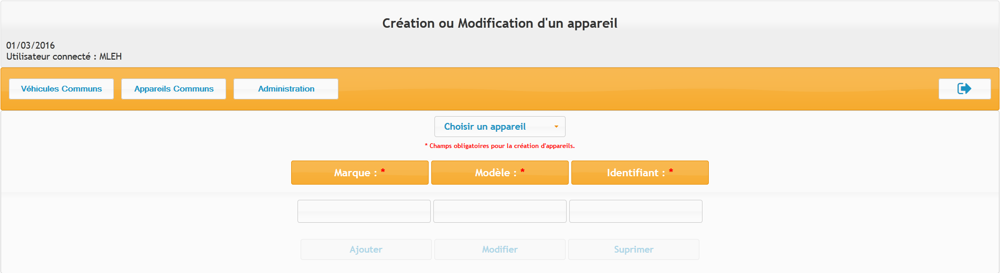 Création ou Modification d'un appareil
01/03/2016
Utilisateur connecté : MLEH
Véhicules Communs Appareils Communs Administration
Choisir un appareil
* Champs obligatoires pour la création d'appareils.
Marque : * Modèle : * Identifiant : *
Ajouter Modifier Suprimer